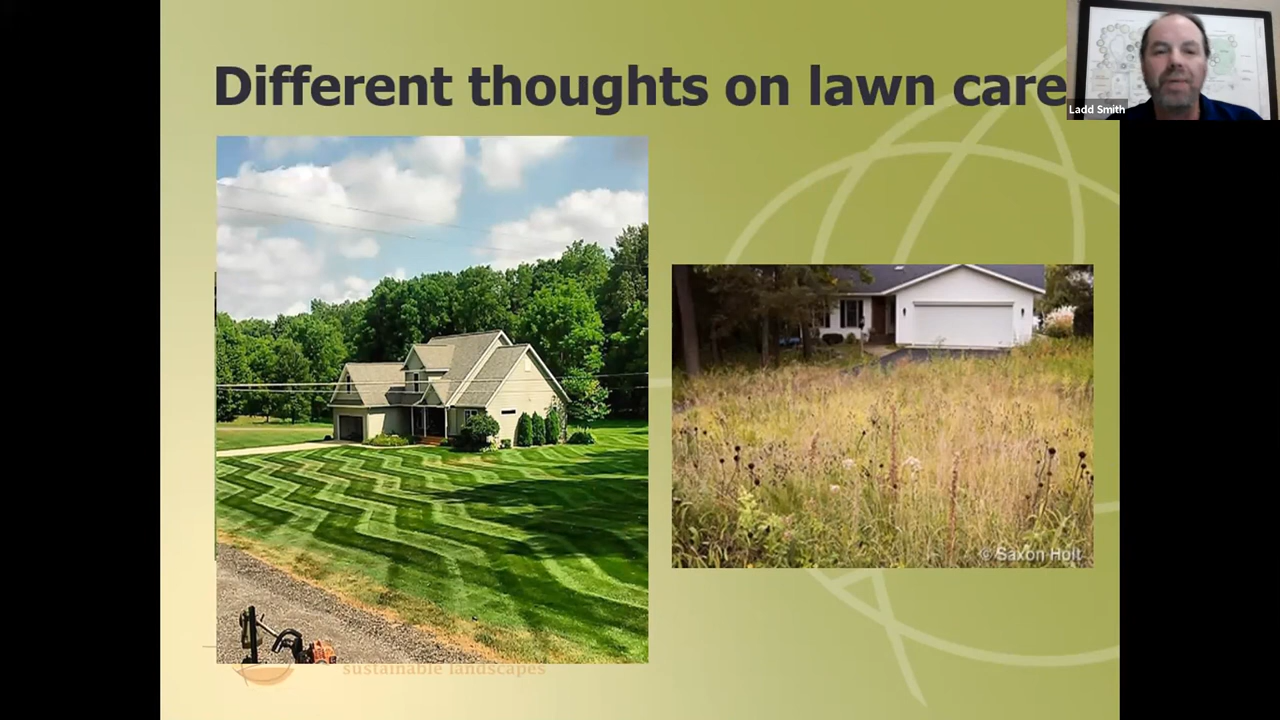 Different thoughts on lawn care
Ladd Smith
© Saxon Holt
sustainable landscapes